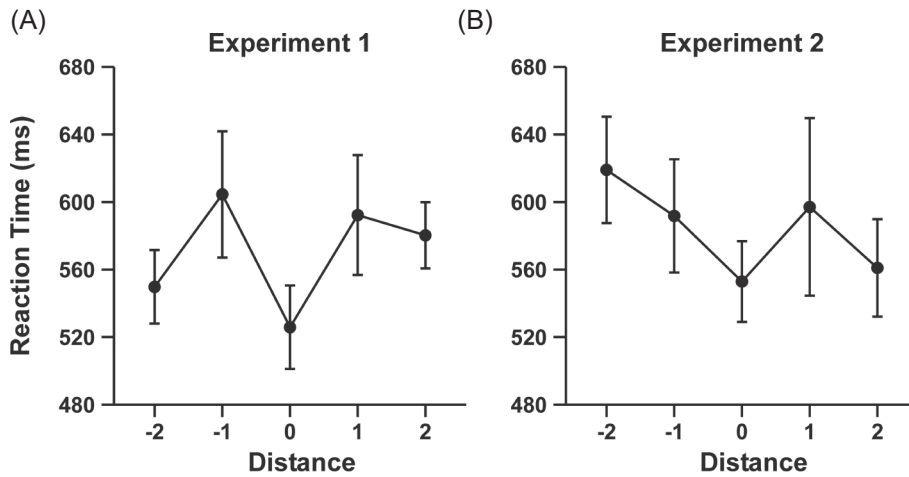 (A)
Experiment 1
680
640
600
560
520
480
Reaction Time (ms)
-2 -1 0 1 2
Distance
(B)
Experiment 2
680
640
600
560
520
480
-2 -1 0 1 2
Distance